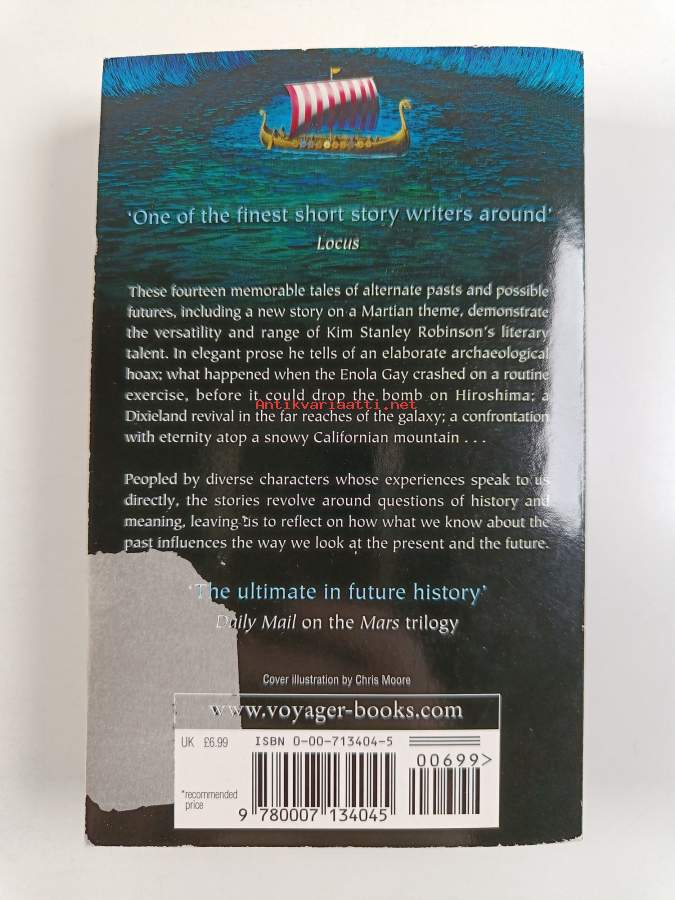 ‘One of the finest short story writers around’
Locus
These fourteen memorable tales of alternate pasts and possible
futures, including a new story on a Martian theme, demonstrate
the versatility and range of Kim Stanley Robinson’s literary
talent. In elegant prose he tells of an elaborate archaeological
hoax; what happened when the Enola Gay crashed on a routine
exercise, before it could drop the bomb on Hiroshima; a
Antikvariaatti.net
Dixieland revival in the far reaches of the galaxy; a confrontation
with eternity atop a snowy Californian mountain . . .
Peopled by diverse characters whose experiences speak to us
directly, the stories revolve around questions of history and
meaning, leaving us to reflect on how what we know about the
past influences the way we look at the present and the future.
‘The ultimate in future history’
Daily Mail on the Mars trilogy
Cover illustration by Chris Moore
www.voyager-books.com
UK £6.99
ISBN 0-00-713404-5
00699>
*recommended
price
9 780007 134045